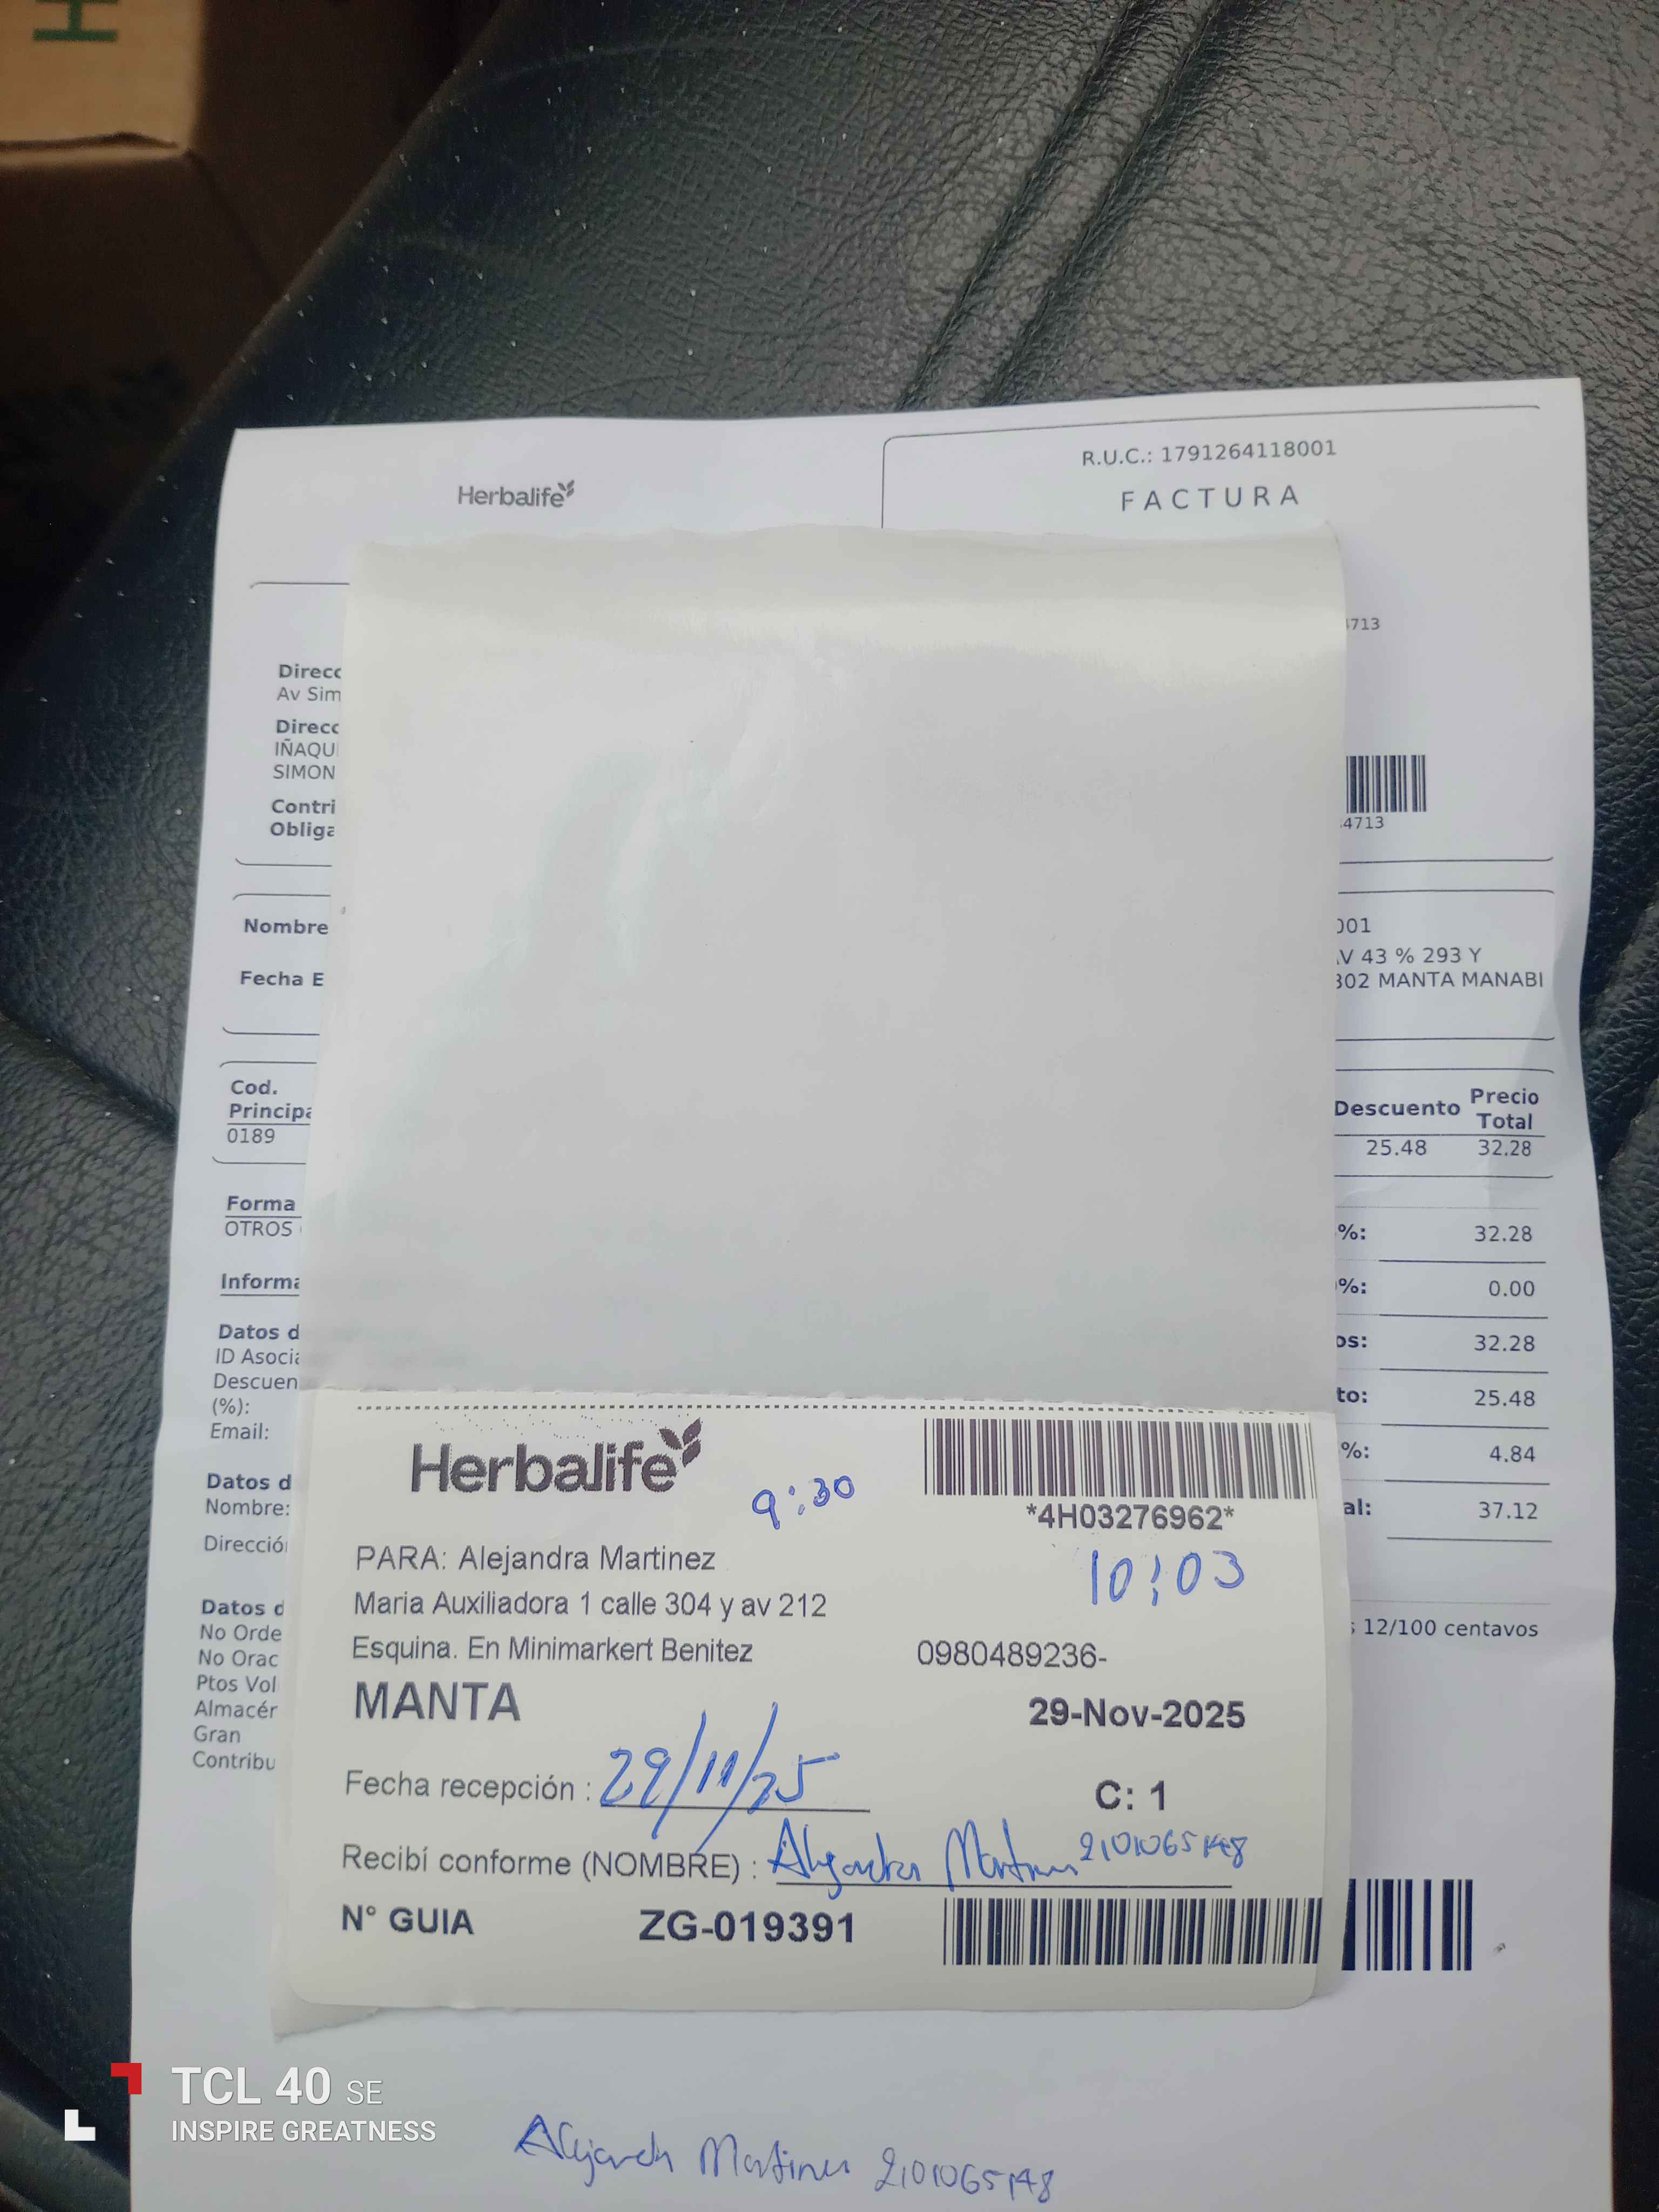 H
R.U.C.: 1791264118001
Herbalife
FACTURA
4713
Av Sim
IÑAQU
SIMON
4713
Nombre
001
AV 43 % 293 Y
302 MANTA MANABI
Fecha E
Cod.
Principa
0189
Descuento Precio
Total
25.48 32.28
Forma
OTROS
%: 32.28
%: 0.00
os: 32.28
to: 25.48
%: 4.84
al: 37.12
Informa
Datos d
ID Asocia
Descuen
(%):
Email:
Datos d
Nombre:
Dirección
Datos d
No Orde
No Orac
Ptos Vol
Almacén
Gran
Contribu
12/100 centavos
Herbalife
9:30
*4H03276962*
10:03
PARA: Alejandra Martinez
Maria Auxiliadora 1 calle 304 y av 212
Esquina. En Minimarkert Benitez 0980489236-
MANTA 29-Nov-2025
Fecha recepción : 29/11/25 C: 1
Recibí conforme (NOMBRE) : Alejandra Martinez 2101065148
N° GUIA ZG-019391
TCL 40 SE
INSPIRE GREATNESS
Alejandra Martinez 2101065148